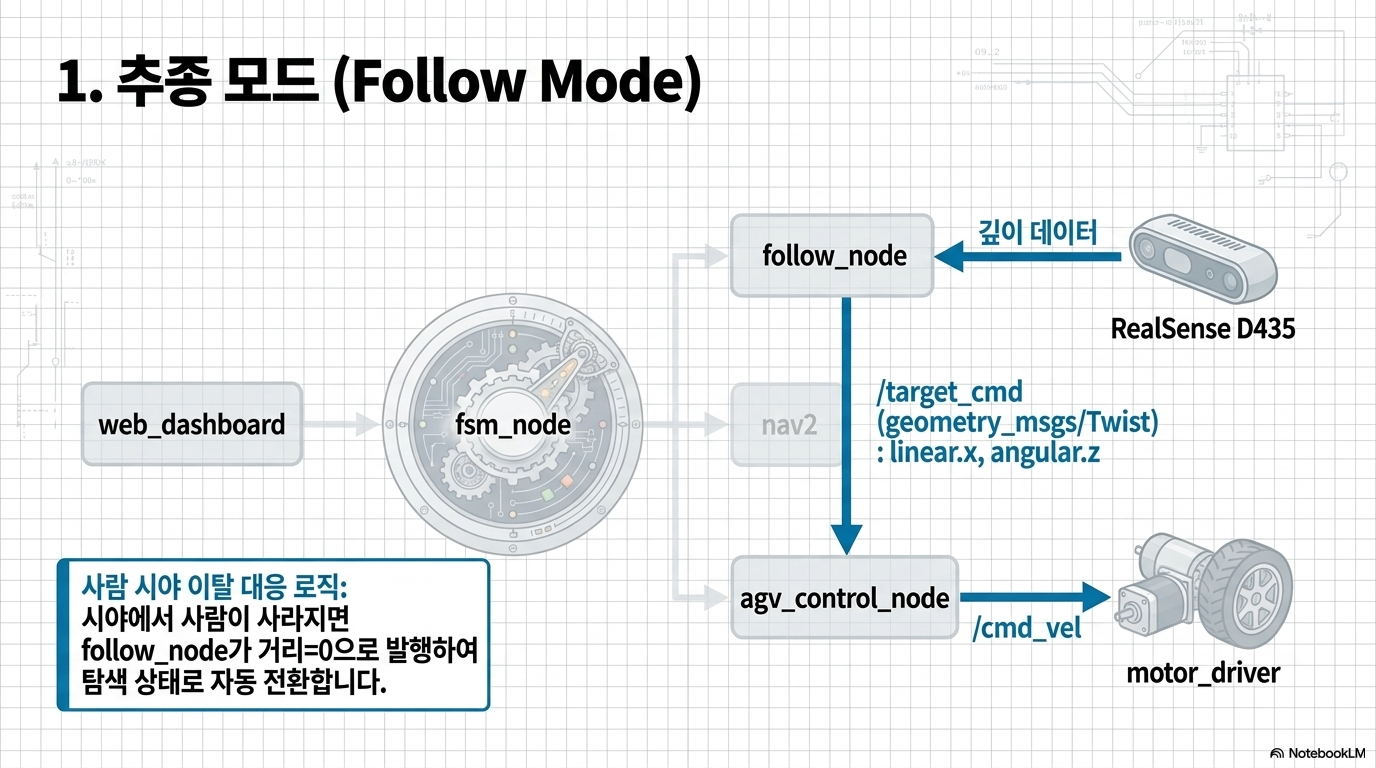 1. 추종 모드 (Follow Mode)
follow_node
깊이 데이터
RealSense D435
web_dashboard
fsm_node
nav2
/target_cmd
(geometry_msgs/Twist)
: linear.x, angular.z
사람 시야 이탈 대응 로직:
시야에서 사람이 사라지면
follow_node가 거리=0으로 발행하여
탐색 상태로 자동 전환합니다.
agv_control_node
/cmd_vel
motor_driver
NotebookLM